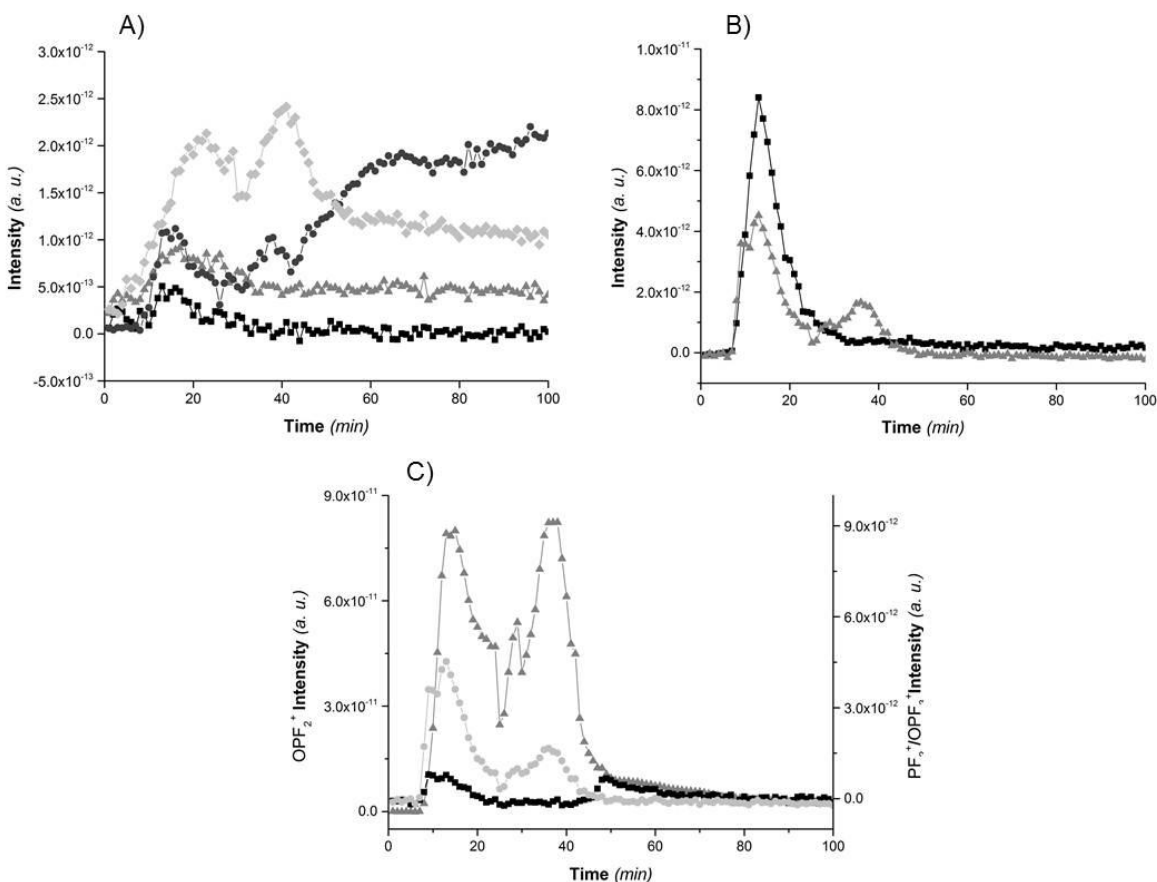 A)
3.0x10⁻¹²
2.5x10⁻¹²
2.0x10⁻¹²
1.5x10⁻¹²
1.0x10⁻¹²
5.0x10⁻¹³
0.0
-5.0x10⁻¹³
Intensity (a. u.)
0 20 40 60 80 100
Time (min)
B)
1.0x10⁻¹¹
8.0x10⁻¹²
6.0x10⁻¹²
4.0x10⁻¹²
2.0x10⁻¹²
0.0
Intensity (a. u.)
0 20 40 60 80 100
Time (min)
C)
9.0x10⁻¹¹
6.0x10⁻¹¹
3.0x10⁻¹¹
0.0
OPF₂⁺ Intensity (a. u.)
9.0x10⁻¹²
6.0x10⁻¹²
3.0x10⁻¹²
0.0
Intensity (a. u.)
0 20 40 60 80 100
Time (min)